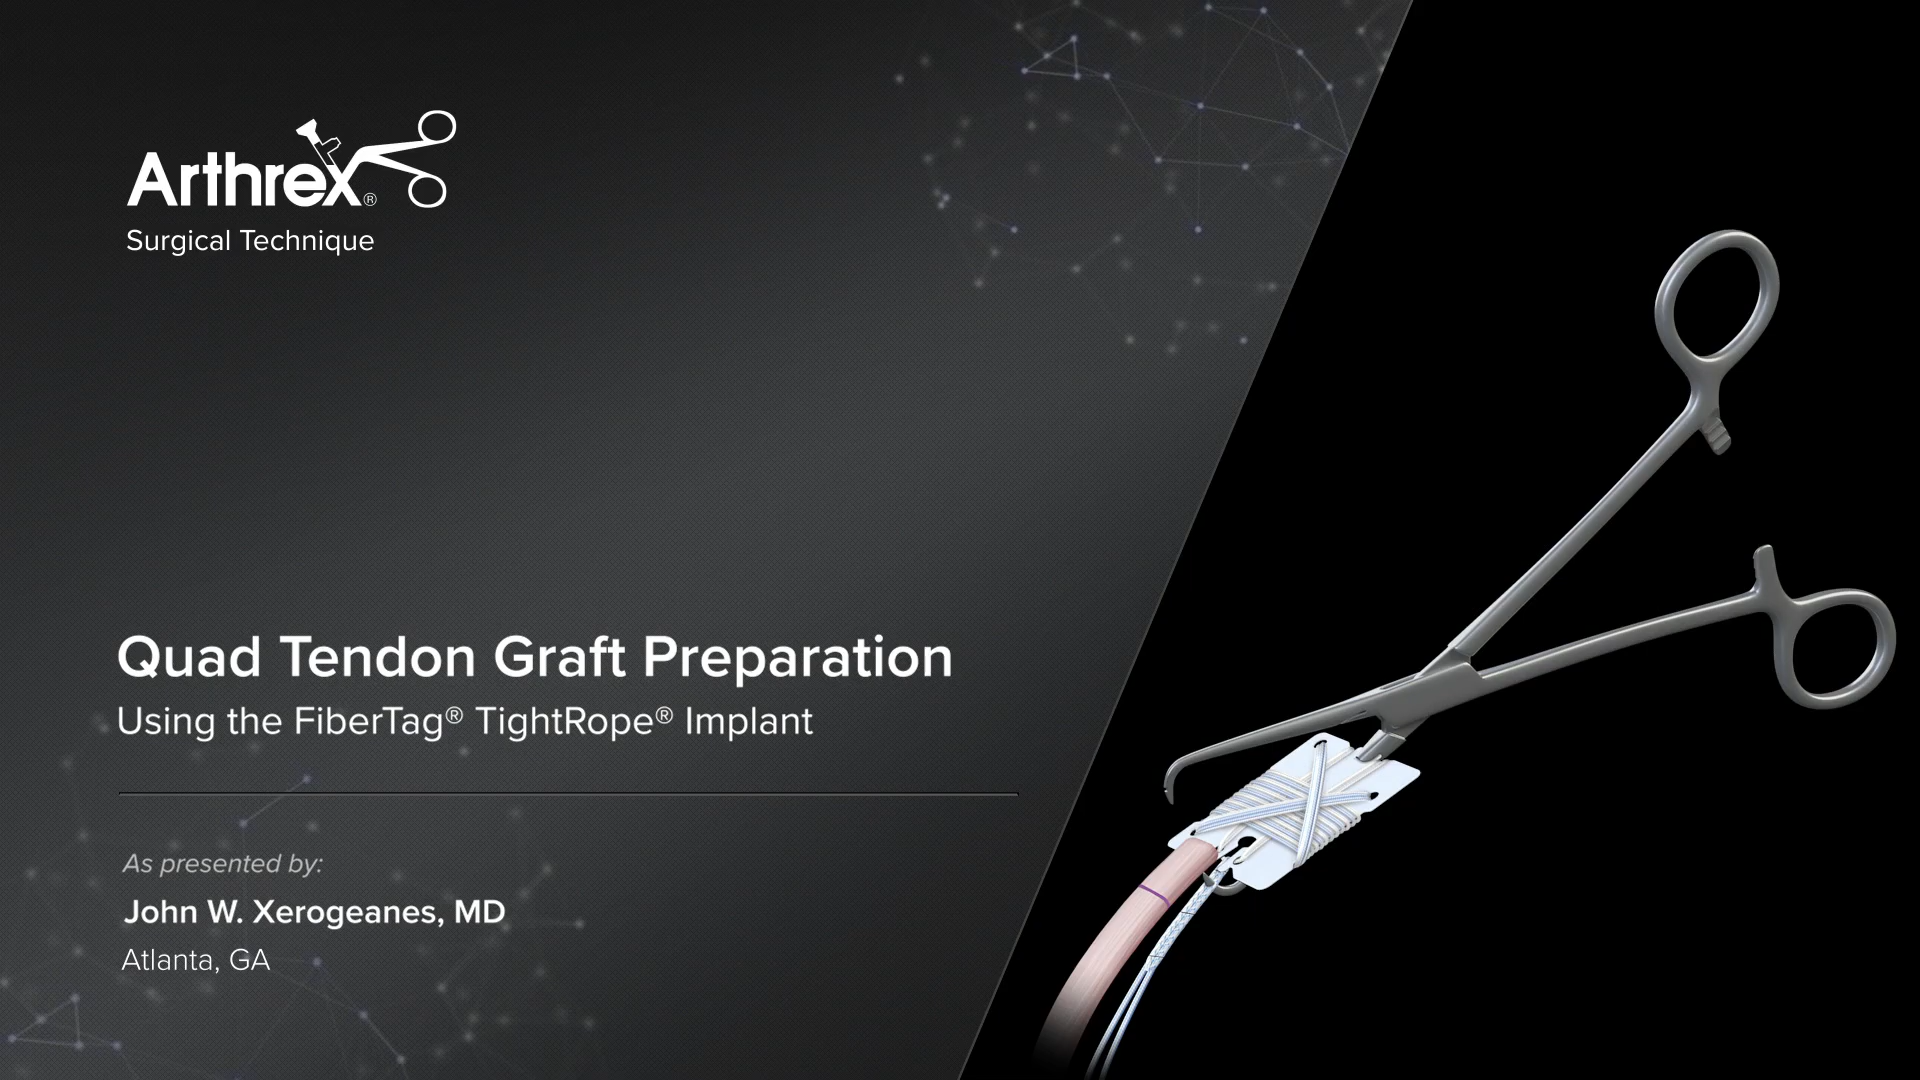 Arthrex®
Surgical Technique
Quad Tendon Graft Preparation
Using the FiberTag® TightRope® Implant
As presented by:
John W. Xerogeanes, MD
Atlanta, GA